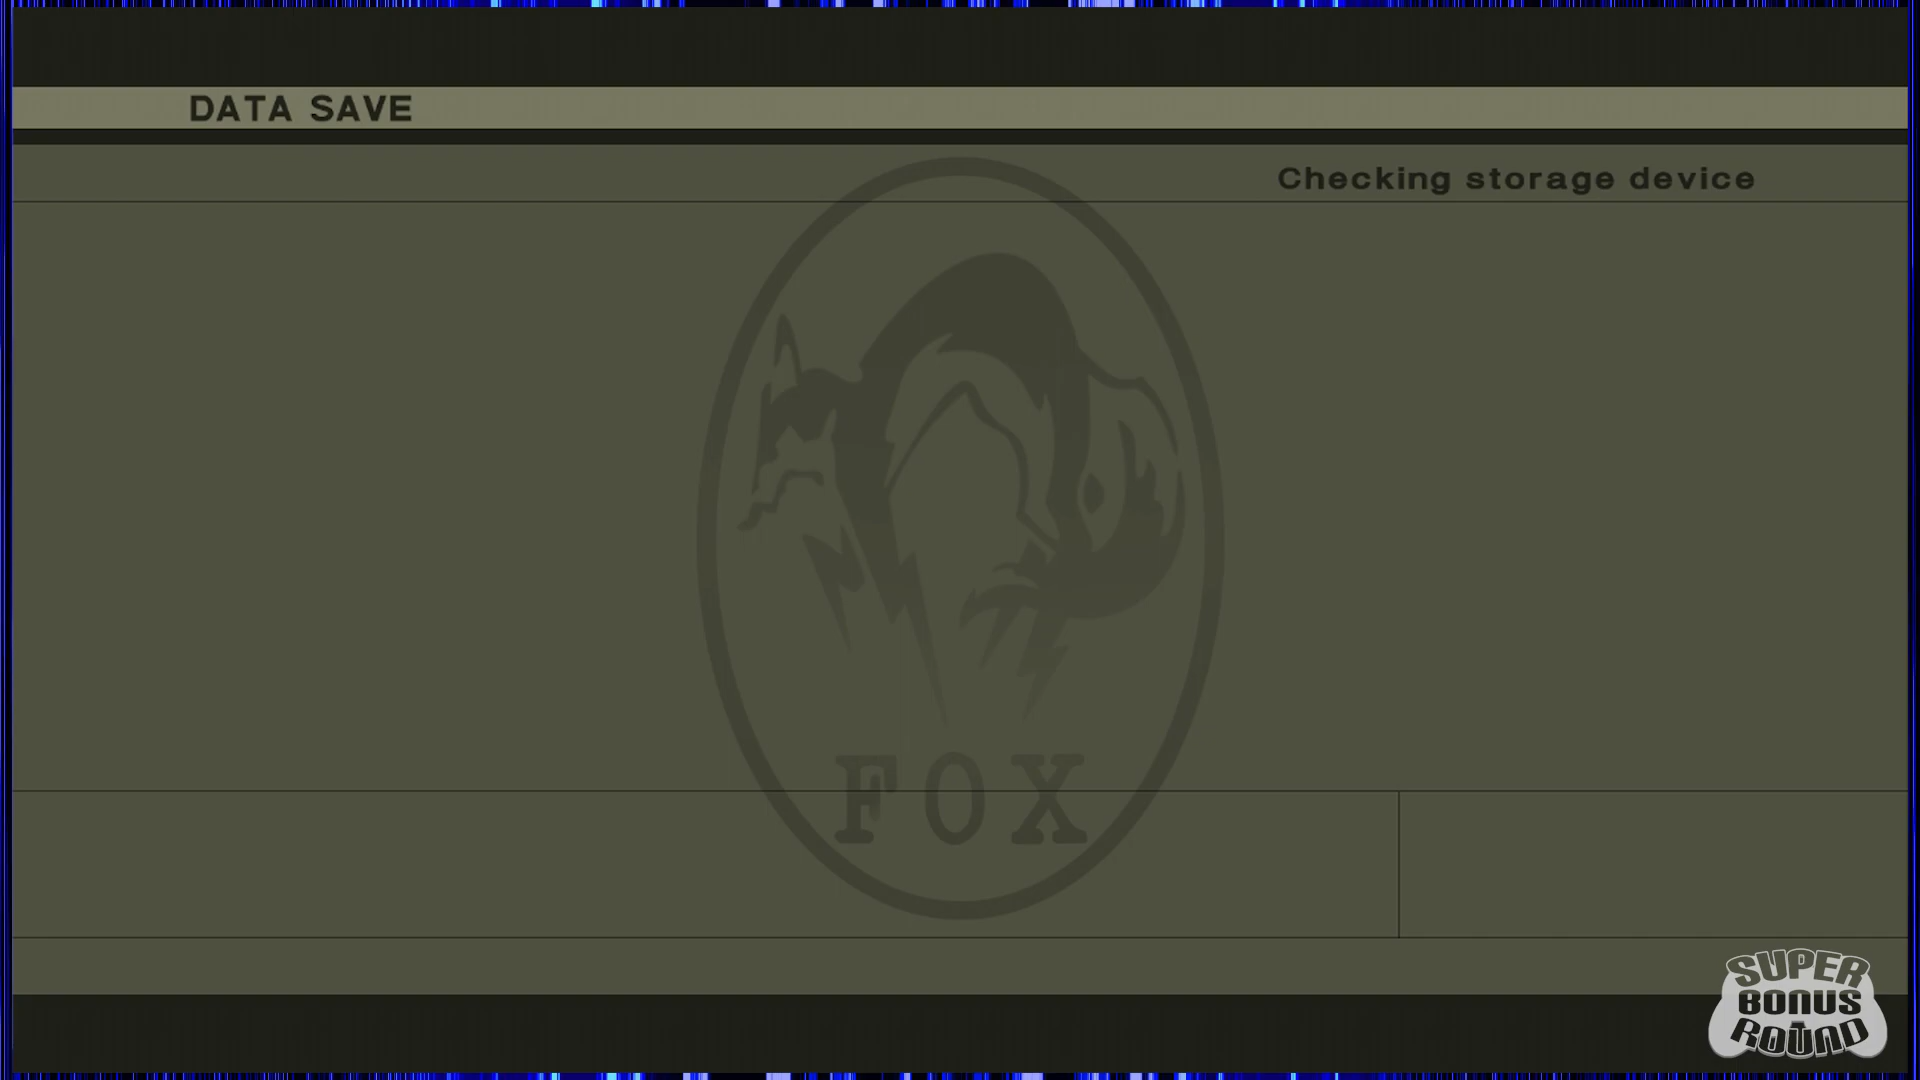 DATA SAVE
Checking storage device
FOX
SUPER
BONUS
ROUND